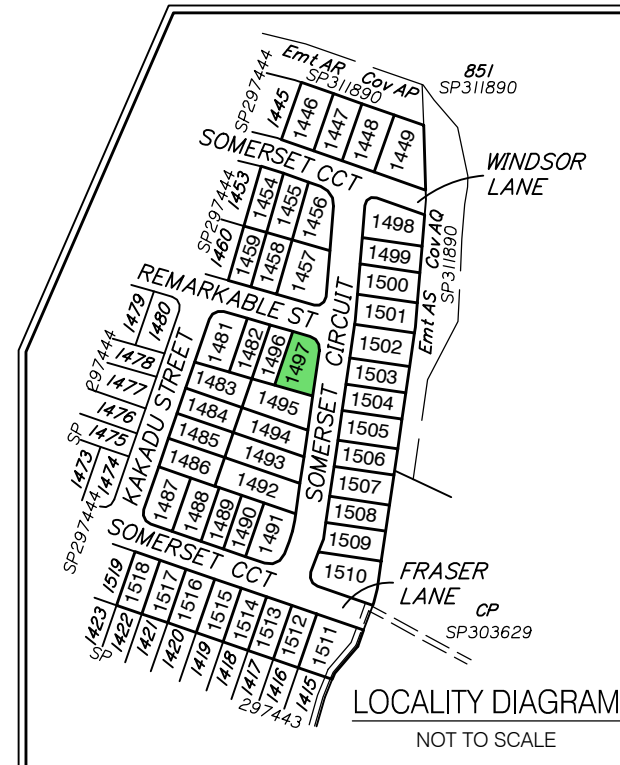 Emt AR
Cov AP
SP311890
851
SP311890
SP297444
1445
1446
1447
1448
1449
SOMERSET CCT
WINDSOR
LANE
SP297444
1453
1454
1455
1456
1460
1459
1458
1457
1498
1499
1500
1501
1502
1503
1504
1505
1506
1507
1508
1509
1510
Emt AS
Cov AQ
SP311890
REMARKABLE ST
SOMERSET CIRCUIT
KAKADU STREET
1479
1480
1478
1477
1476
1475
1473
1474
SP
297444
SP297444
1481
1482
1496
1497
1483
1495
1484
1494
1485
1493
1486
1492
1487
1488
1489
1490
1491
SOMERSET CCT
FRASER
LANE
CP
SP303629
1519
1518
1517
1516
1515
1514
1513
1512
1511
1423
1422
1421
1420
1419
1418
1417
1416
1415
SP
297443
LOCALITY DIAGRAM
NOT TO SCALE